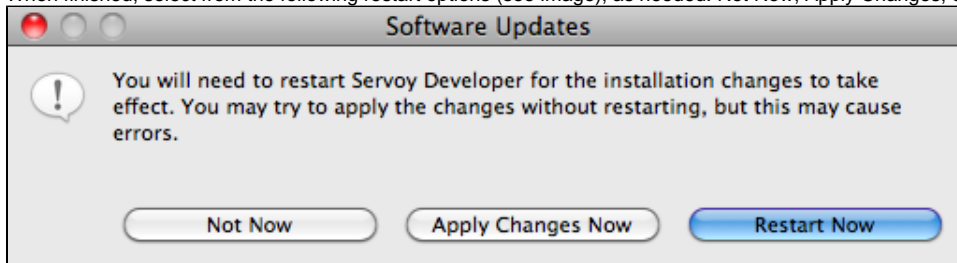 When finished, select from the following restart options (see image), as needed: Not Now, Apply Changes,
Software Updates
You will need to restart Servoy Developer for the installation changes to take
effect. You may try to apply the changes without restarting, but this may cause
errors.
Not Now Apply Changes Now Restart Now